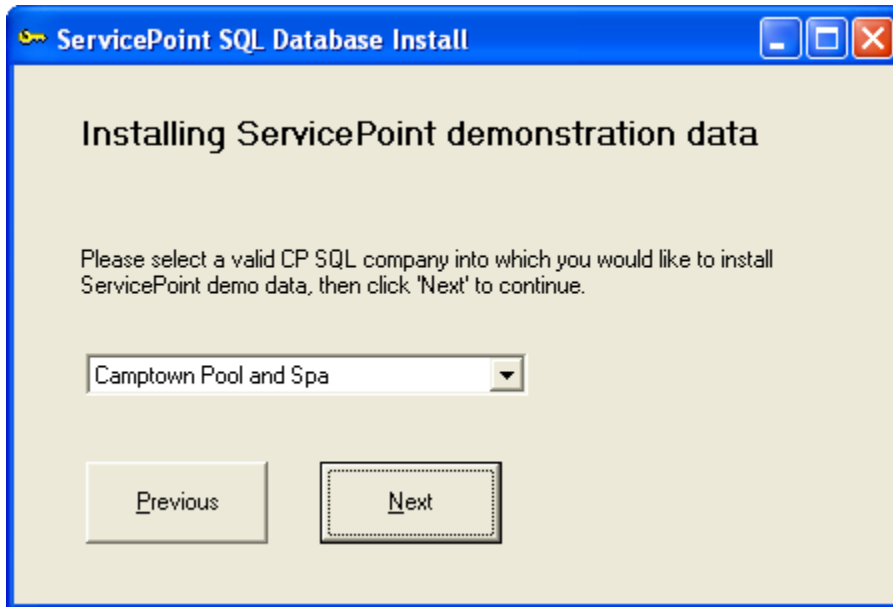 ServicePoint SQL Database Install
Installing ServicePoint demonstration data
Please select a valid CP SQL company into which you would like to install
ServicePoint demo data, then click 'Next' to continue.
Camptown Pool and Spa
Previous Next